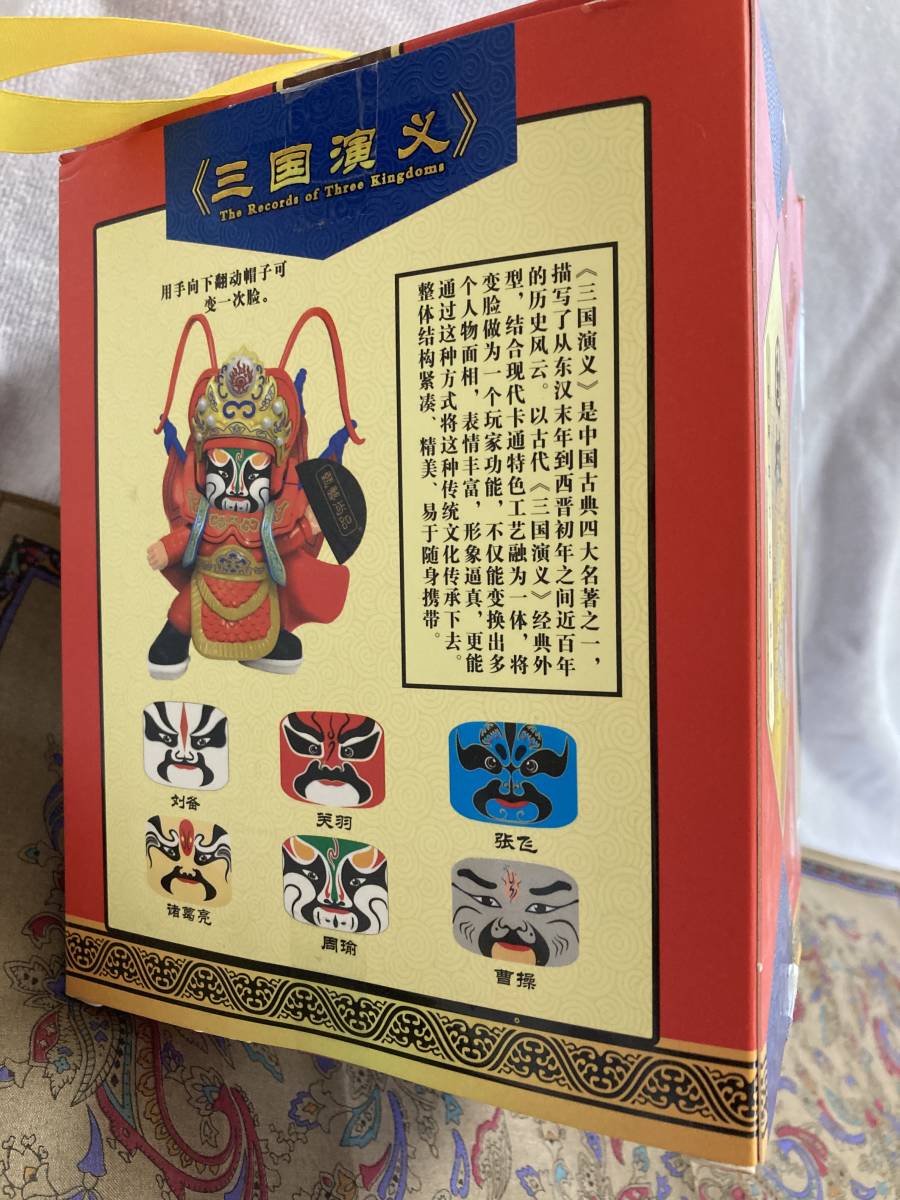 《三国演义》
The Records of Three Kingdoms
用手向下翻动帽子可
变一次脸。
《三国演义》是中国古典四大名著之一，
描写了从东汉末年到西晋初年之间近百年
的历史风云。以古代《三国演义》经典外
型，结合现代卡通特色工艺融为一体，将
变脸做为一个玩家功能，不仅能变换出多
个人物面相，表情丰富，形象逼真，更能
通过这种方式将这种传统文化传承下去。
整体结构紧凑、精美、易于随身携带。
刘备
关羽
张飞
诸葛亮
周瑜
曹操